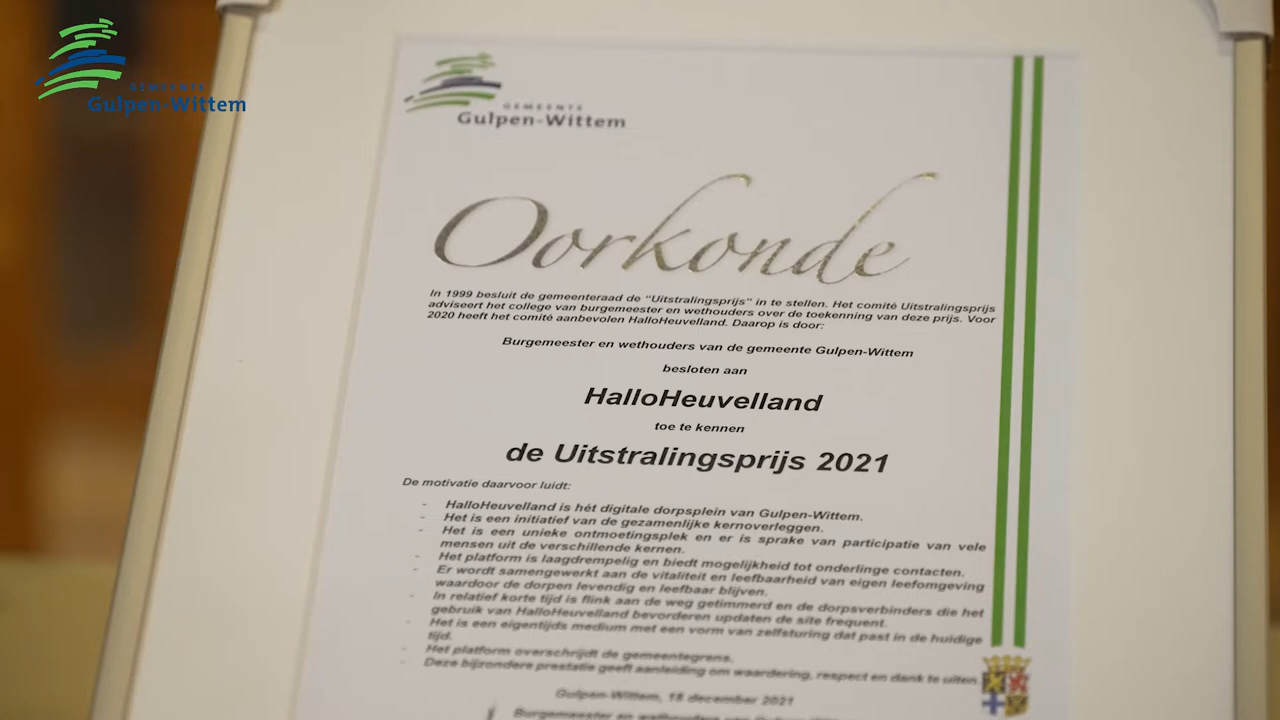 GEMEENTE
Gulpen-Wittem
GEMEENTE
Gulpen-Wittem
Oorkonde
In 1999 besluit de gemeenteraad de "Uitstralingsprijs" in te stellen. Het comité Uitstralingsprijs
adviseert het college van burgemeester en wethouders over de toekenning van deze prijs. Voor
2020 heeft het comité aanbevolen HalloHeuvelland. Daarop is door:
Burgemeester en wethouders van de gemeente Gulpen-Wittem
besloten aan
HalloHeuvelland
toe te kennen
de Uitstralingsprijs 2021
De motivatie daarvoor luidt:
- HalloHeuvelland is hét digitale dorpsplein van Gulpen-Wittem.
- Het is een initiatief van de gezamenlijke kernoverleggen.
- Het is een unieke ontmoetingsplek en er is sprake van participatie van vele
mensen uit de verschillende kernen.
- Het platform is laagdrempelig en biedt mogelijkheid tot onderlinge contacten.
- Er wordt samengewerkt aan de vitaliteit en leefbaarheid van eigen leefomgeving
waardoor de dorpen levendig en leefbaar blijven.
- In relatief korte tijd is flink aan de weg getimmerd en de dorpsverbinders die het
gebruik van HalloHeuvelland bevorderen updaten de site frequent.
- Het is een eigentijds medium met een vorm van zelfsturing dat past in de huidige
tijd.
- Het platform overschrijdt de gemeentegrens.
- Deze bijzondere prestatie geeft aanleiding om waardering, respect en dank te uiten.
Gulpen-Wittem, 18 december 2021
Burgemeester en wethouders van Gulpen